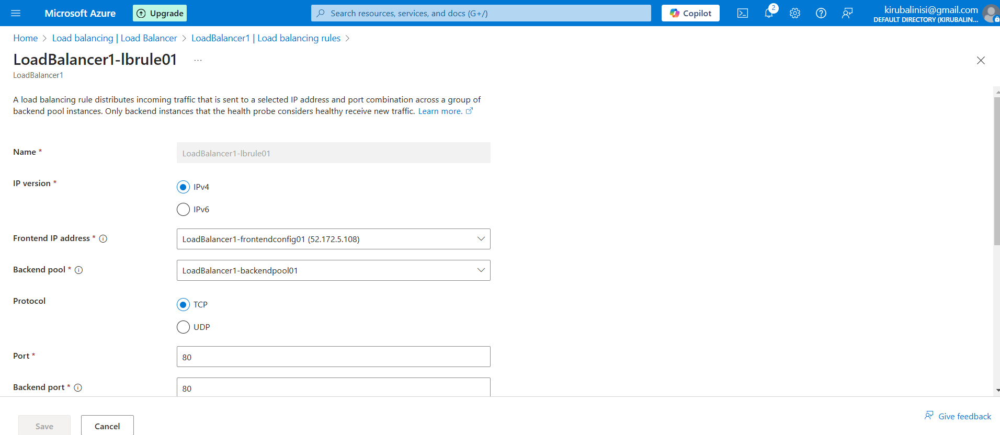 Microsoft Azure
Upgrade
Search resources, services, and docs (G+/)
Copilot
2
kirubalinisi@gmail.com
DEFAULT DIRECTORY (KIRUBALIN...
Home > Load balancing | Load Balancer > LoadBalancer1 | Load balancing rules >
LoadBalancer1-lbrule01 ...
LoadBalancer1
A load balancing rule distributes incoming traffic that is sent to a selected IP address and port combination across a group of
backend pool instances. Only backend instances that the health probe considers healthy receive new traffic. Learn more.
Name *
LoadBalancer1-lbrule01
IP version *
IPv4
IPv6
Frontend IP address *
LoadBalancer1-frontendconfig01 (52.172.5.108)
Backend pool *
LoadBalancer1-backendpool01
Protocol
TCP
UDP
Port *
80
Backend port *
80
Save
Cancel
Give feedback